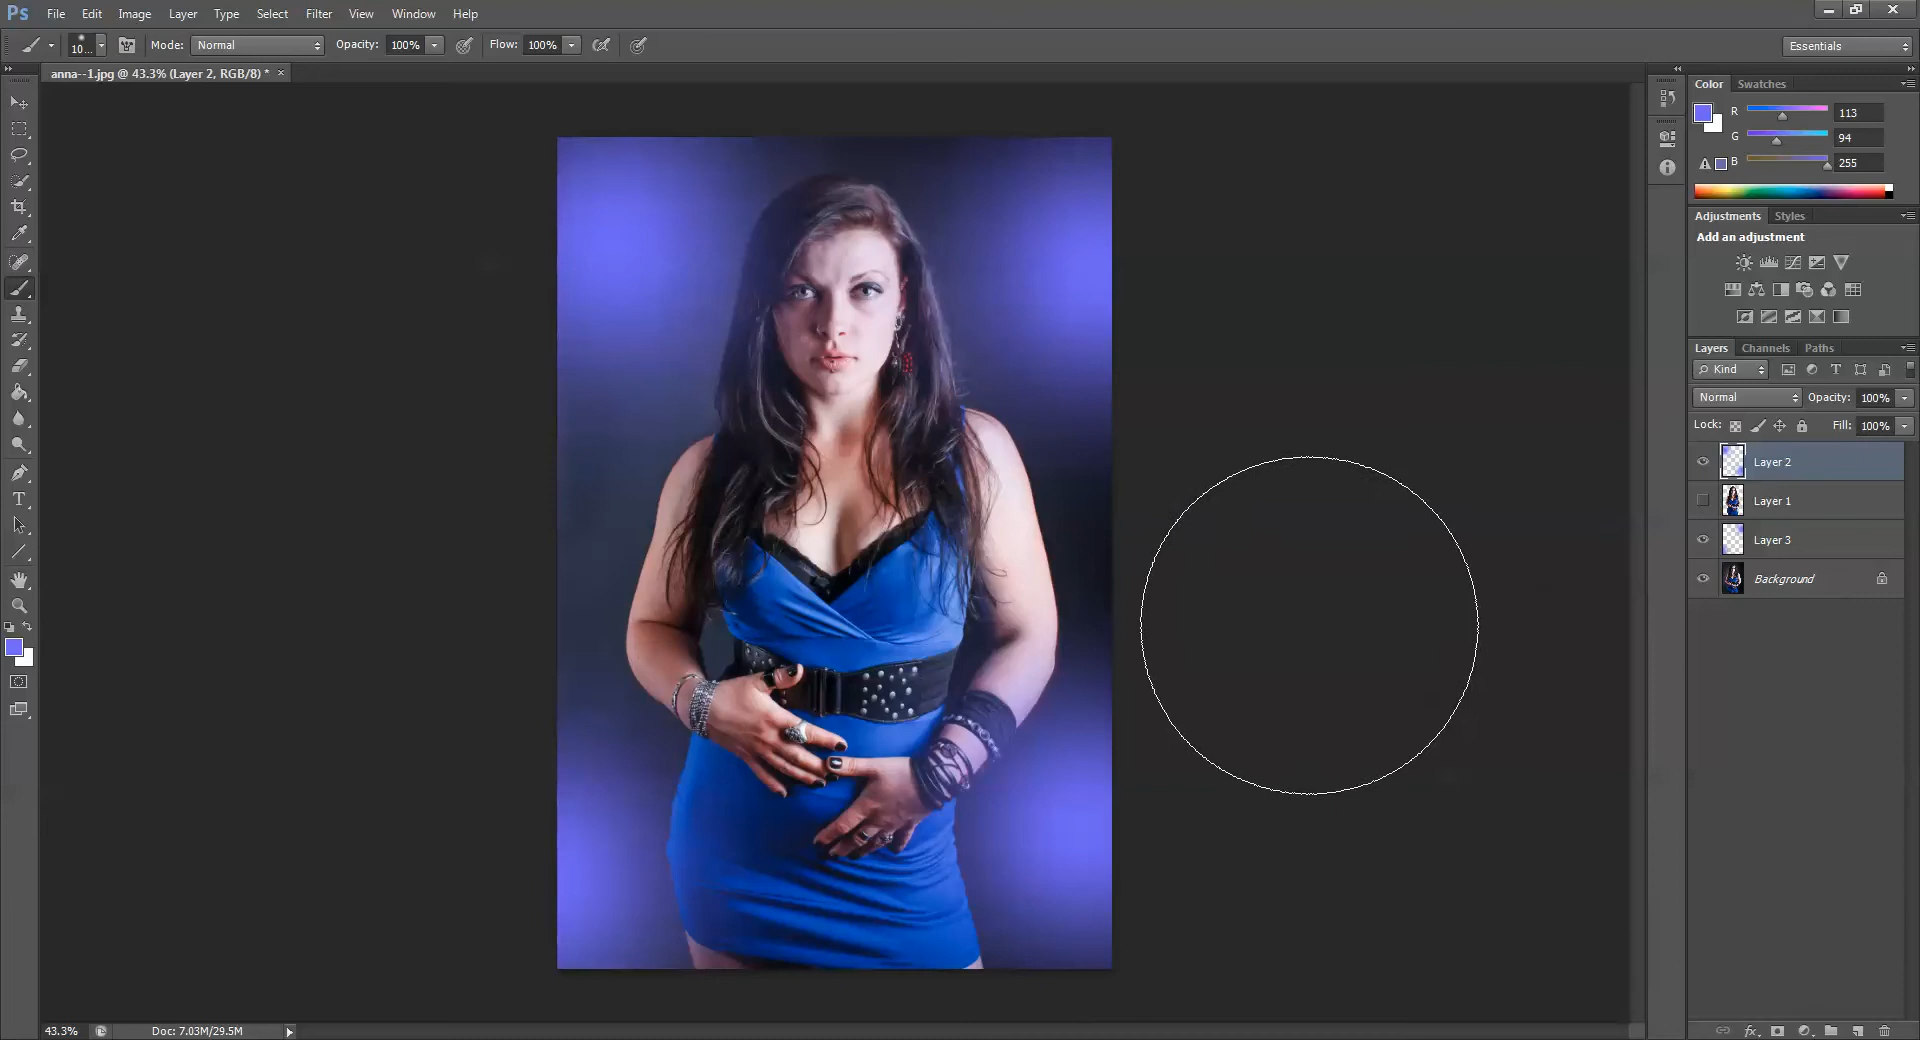 Ps File Edit Image Layer Type Select Filter View Window Help
10... Mode: Normal Opacity: 100% Flow: 100% Essentials
anna--1.jpg @ 43.3% (Layer 2, RGB/8) * ×
Color Swatches
R 113
G 94
B 255
Adjustments Styles
Add an adjustment
Layers Channels Paths
Kind
Normal Opacity: 100%
Lock: Fill: 100%
Layer 2
Layer 1
Layer 3
Background
43.3% Doc: 7.03M/29.5M